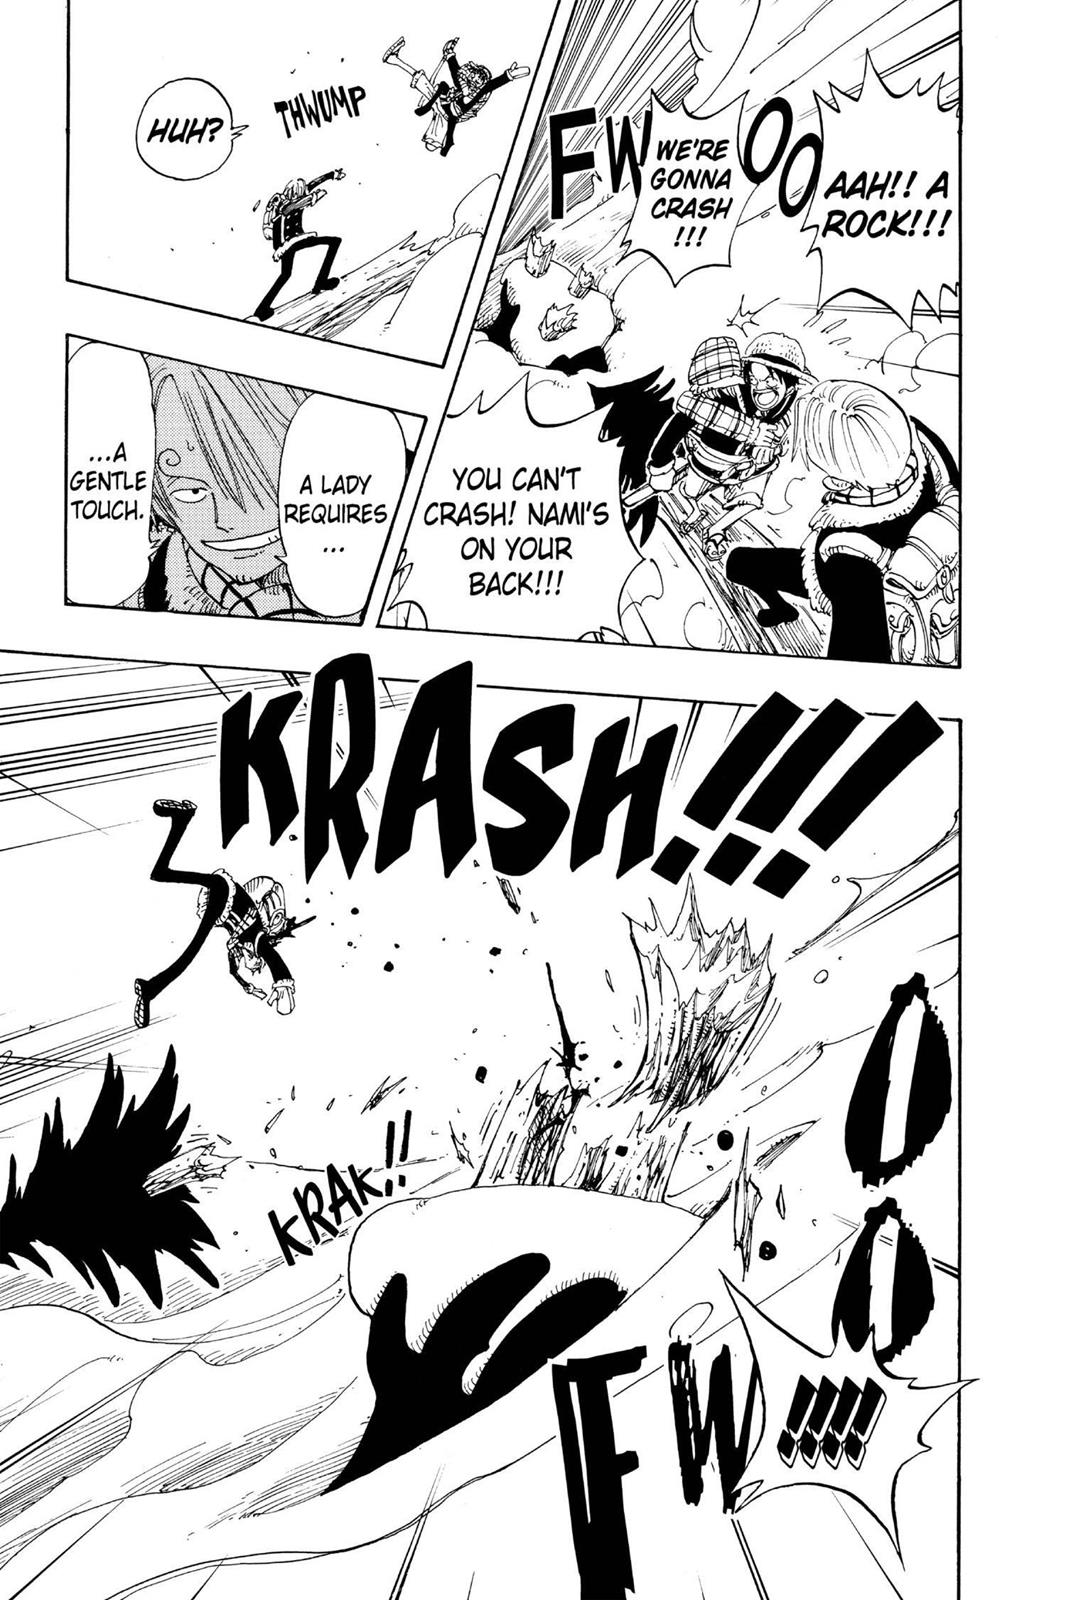 AAH!! A
ROCK!!!
FWOOO
WE'RE
GONNA
CRASH
!!!
YOU CAN'T
CRASH! NAMI'S
ON YOUR
BACK!!!
THWUMP
HUH?
A LADY
REQUIRES
...
...A
GENTLE
TOUCH.
KRASH!!!
KRAK!!
FWOO
!!!!